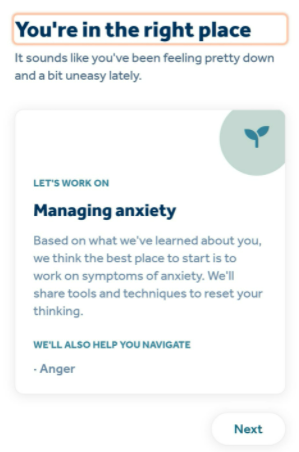 You're in the right place
It sounds like you've been feeling pretty down
and a bit uneasy lately.
LET'S WORK ON
Managing anxiety
Based on what we've learned about you,
we think the best place to start is to
work on symptoms of anxiety. We'll
share tools and techniques to reset your
thinking.
WE'LL ALSO HELP YOU NAVIGATE
· Anger
Next